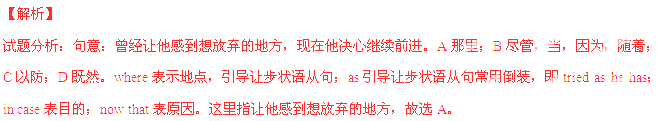 【解析】
试题分析：句意：曾经让他感到想放弃的地方，现在他决心继续前进。A 那里；B 尽管，当，因为，随着；
C 以防；D 既然。where 表示地点，引导让步状语从句；as 引导让步状语从句常用倒装，即 tried as he has；
in case 表目的；now that 表原因。这里指让他感到想放弃的地方，故选 A。